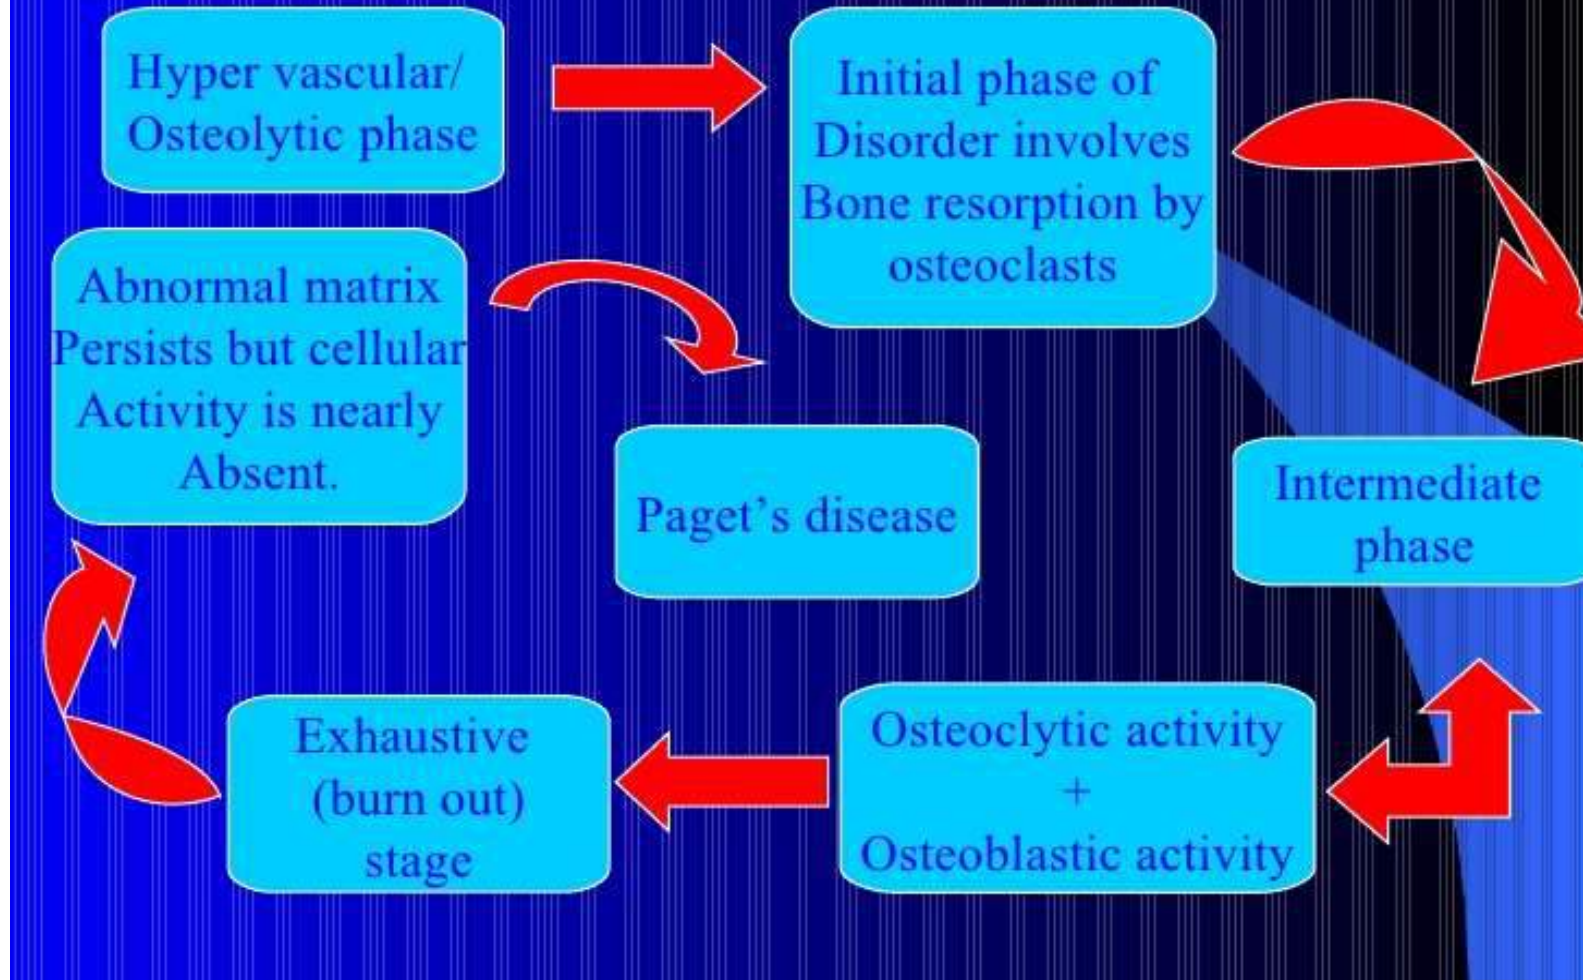 Hyper vascular/
Osteolytic phase
Initial phase of
Disorder involves
Bone resorption by
osteoclasts
Intermediate
phase
Osteoclytic activity
+
Osteoblastic activity
Exhaustive
(burn out)
stage
Abnormal matrix
Persists but cellular
Activity is nearly
Absent.
Paget’s disease